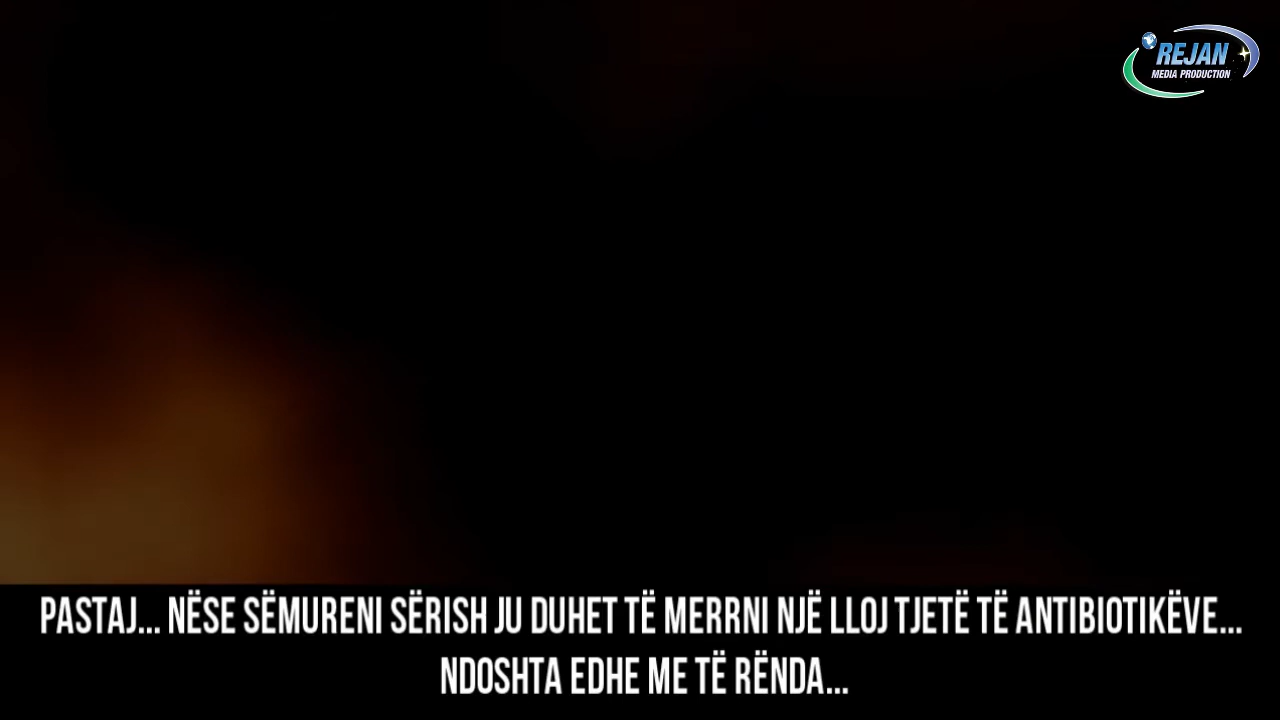 REJAN
MEDIA PRODUCTION
PASTAJ... NËSE SËMURENI SËRISH JU DUHET TË MERRNI NJË LLOJ TJETË TË ANTIBIOTIKËVE...
NDOSHTA EDHE ME TË RËNDA...